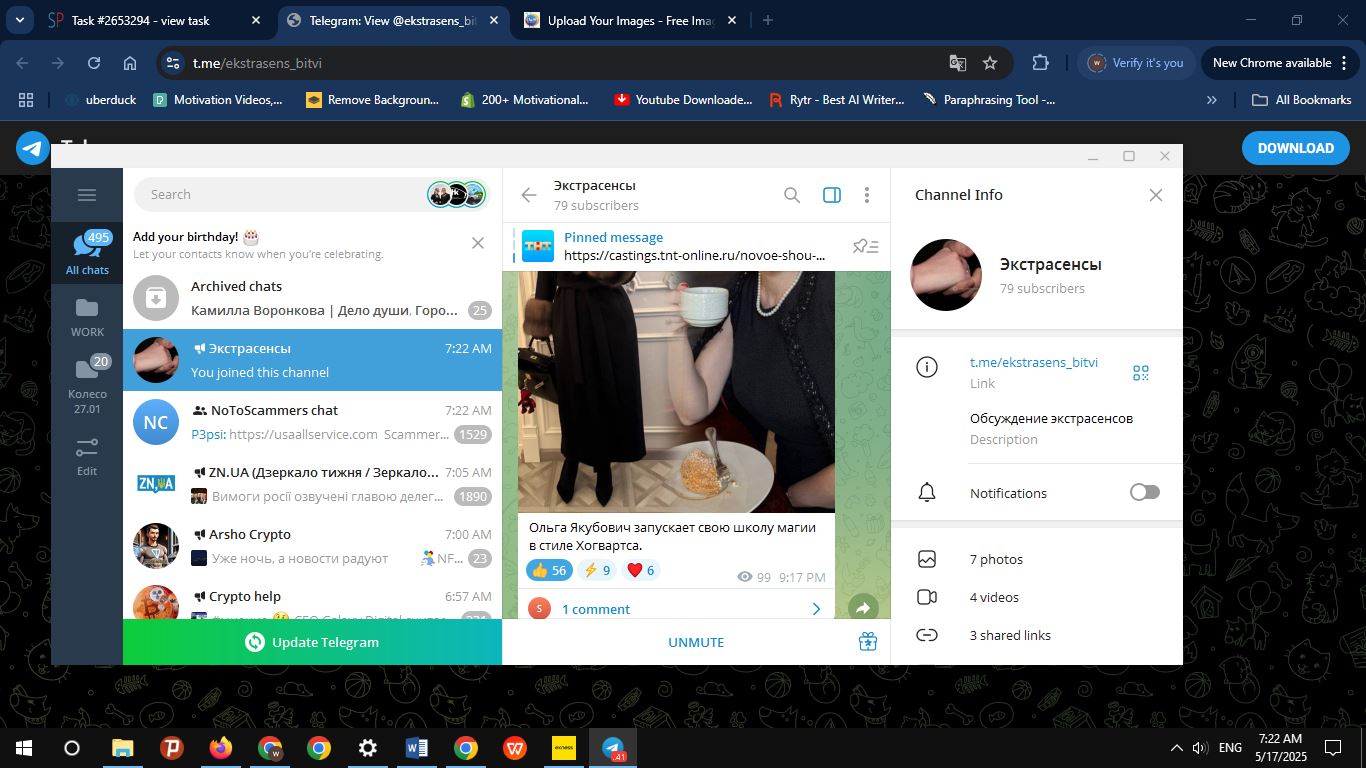 Task #2653294 - view task
Telegram: View @ekstrasens_bit
Upload Your Images - Free Ima
t.me/ekstrasens_bitvi
Verify it's you
New Chrome available
uberduck
Motivation Videos,...
Remove Backgroun...
200+ Motivational...
Youtube Downloade...
Rytr - Best AI Writer...
Paraphrasing Tool -...
All Bookmarks
DOWNLOAD
Search
Экстрасенсы
79 subscribers
Channel Info
495
All chats
WORK
20
Колесо
27.01
Edit
Add your birthday! 🎂
Let your contacts know when you're celebrating.
Archived chats
Камилла Воронкова | Дело души, Горо...
25
Экстрасенсы
7:22 AM
You joined this channel
NC
NoToScammers chat
7:22 AM
P3psi: https://usaallservice.com Scammer...
1529
ZN,UA
ZN.UA (Дзеркало тижня / Зеркало...
7:05 AM
Вимоги росії озвучені главою делег...
1890
Arsho Crypto
7:00 AM
Уже ночь, а новости радуют
NF...
23
Crypto help
6:57 AM
Update Telegram
Pinned message
ТНТ
https://castings.tnt-online.ru/novoe-shou-...
Ольга Якубович запускает свою школу магии
в стиле Хогвартса.
👍 56
⚡ 9
❤️ 6
99 9:17 PM
S
1 comment
UNMUTE
Экстрасенсы
79 subscribers
t.me/ekstrasens_bitvi
Link
Обсуждение экстрасенсов
Description
Notifications
7 photos
4 videos
3 shared links
exness
.41
ENG
7:22 AM
5/17/2025